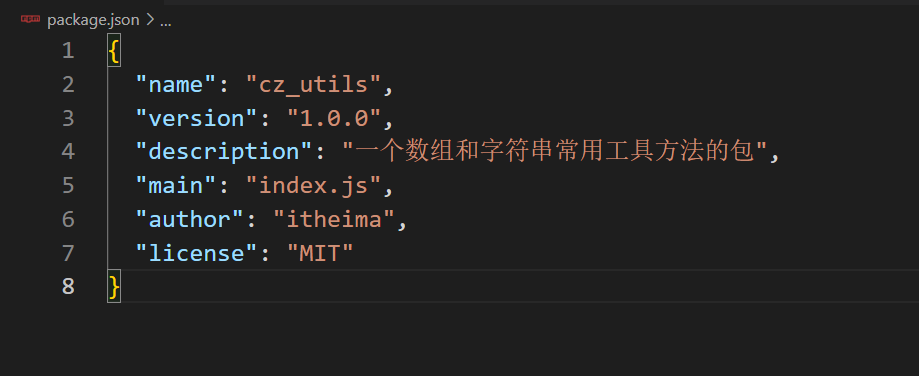 package.json > ...
1 {
2 "name": "cz_utils",
3 "version": "1.0.0",
4 "description": "一个数组和字符串常用工具方法的包",
5 "main": "index.js",
6 "author": "itheima",
7 "license": "MIT"
8 }